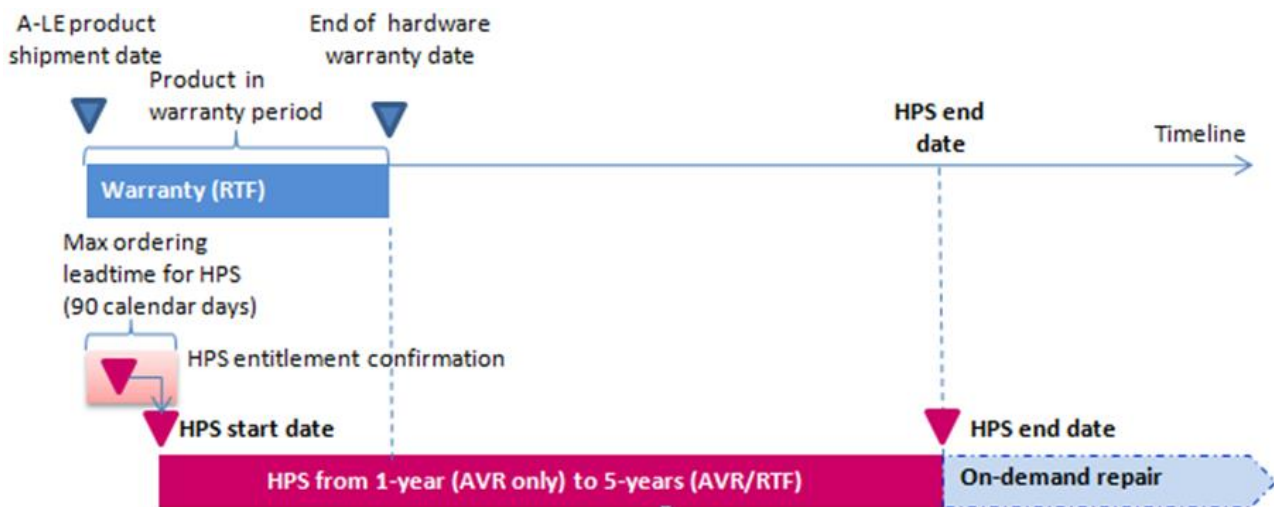 A-LE product
shipment date
End of hardware
warranty date
Product in
warranty period
HPS end
date
Timeline
Warranty (RTF)
Max ordering
leadtime for HPS
(90 calendar days)
HPS entitlement confirmation
HPS start date
HPS end date
HPS from 1-year (AVR only) to 5-years (AVR/RTF)
On-demand repair